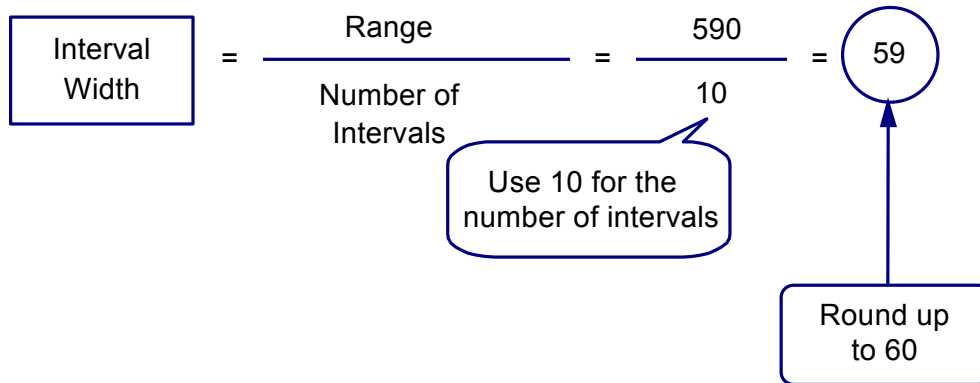 Interval
Width
=
Range
Number of
Intervals
=
590
10
=
59
Use 10 for the
number of intervals
Round up
to 60